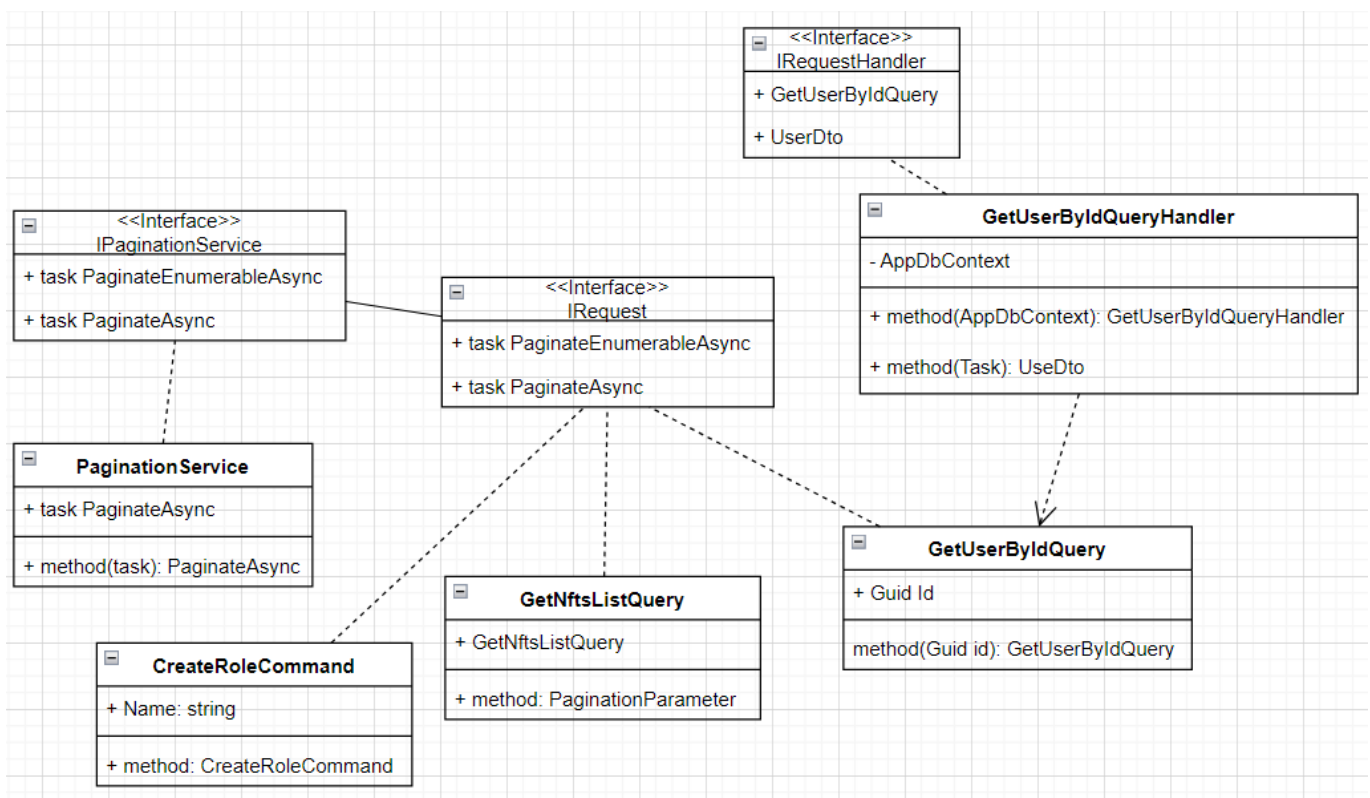 <<Interface>>
IRequestHandler
+ GetUserByIdQuery
+ UserDto
<<Interface>>
IPaginationService
+ task PaginateEnumerableAsync
+ task PaginateAsync
<<Interface>>
IRequest
+ task PaginateEnumerableAsync
+ task PaginateAsync
GetUserByIdQueryHandler
- AppDbContext
+ method(AppDbContext): GetUserByIdQueryHandler
+ method(Task): UseDto
PaginationService
+ task PaginateAsync
+ method(task): PaginateAsync
CreateRoleCommand
+ Name: string
+ method: CreateRoleCommand
GetNftsListQuery
+ GetNftsListQuery
+ method: PaginationParameter
GetUserByIdQuery
+ Guid Id
method(Guid id): GetUserByIdQuery